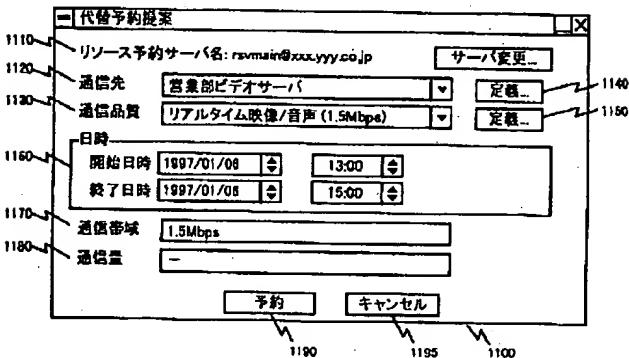 代替予約提案
1110 リソース予約サーバ名: rsvmain@xxx.yyy.co.jp サーバ変更...
1120 通信先 営業部ビデオサーバ 定義... 1140
1130 通信品質 リアルタイム映像/音声 (1.5Mbps) 定義... 1150
日時
1160 開始日時 1997/01/06 13:00
終了日時 1997/01/06 15:00
1170 通信帯域 1.5Mbps
1180 通信量 −
予約 キャンセル
1190 1195 1100